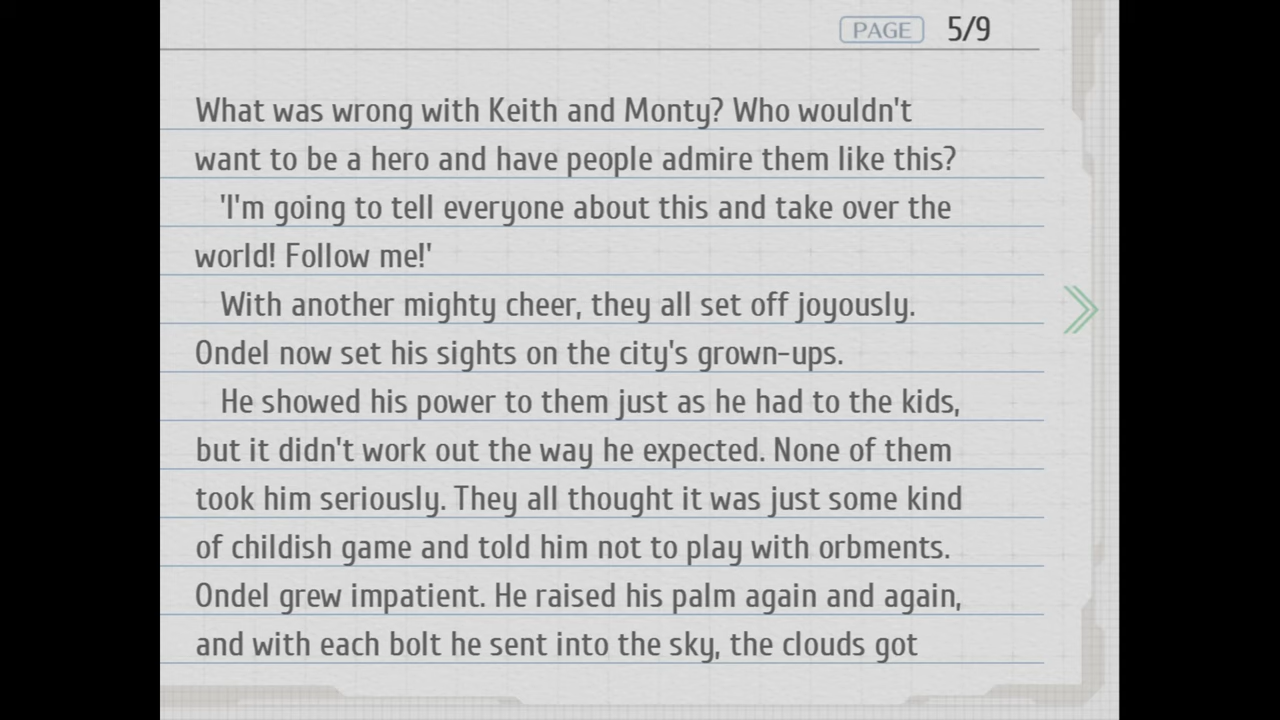 PAGE 5/9
What was wrong with Keith and Monty? Who wouldn't
want to be a hero and have people admire them like this?
'I'm going to tell everyone about this and take over the
world! Follow me!'
With another mighty cheer, they all set off joyously.
Ondel now set his sights on the city's grown-ups.
He showed his power to them just as he had to the kids,
but it didn't work out the way he expected. None of them
took him seriously. They all thought it was just some kind
of childish game and told him not to play with orbments.
Ondel grew impatient. He raised his palm again and again,
and with each bolt he sent into the sky, the clouds got